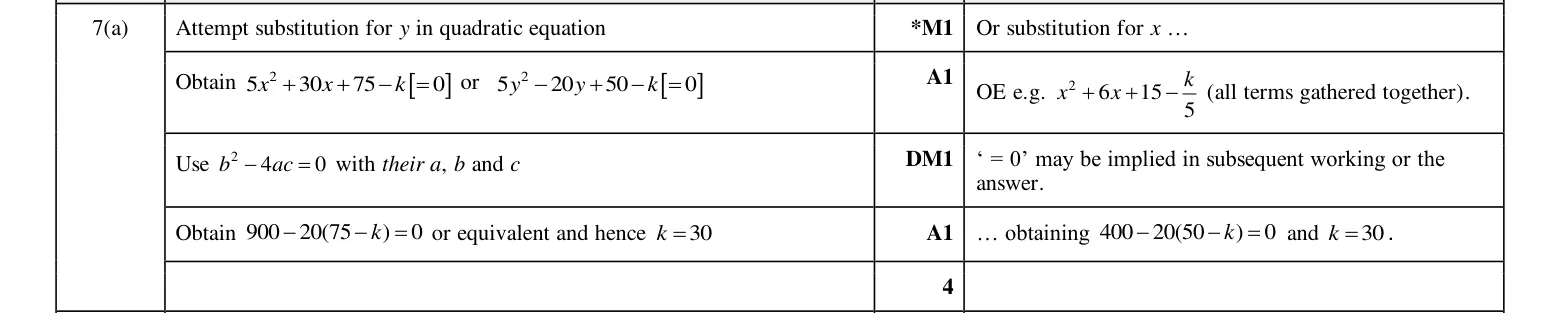 7(a) Attempt substitution for y in quadratic equation *M1 Or substitution for x …
Obtain 5x² + 30x + 75 − k[= 0] or 5y² − 20y + 50 − k[= 0] A1 OE e.g. x² + 6x + 15 − k/5 (all terms gathered together).
Use b² − 4ac = 0 with their a, b and c DM1 ‘ = 0’ may be implied in subsequent working or the
answer.
Obtain 900 − 20(75 − k) = 0 or equivalent and hence k = 30 A1 … obtaining 400 − 20(50 − k) = 0 and k = 30 .
4